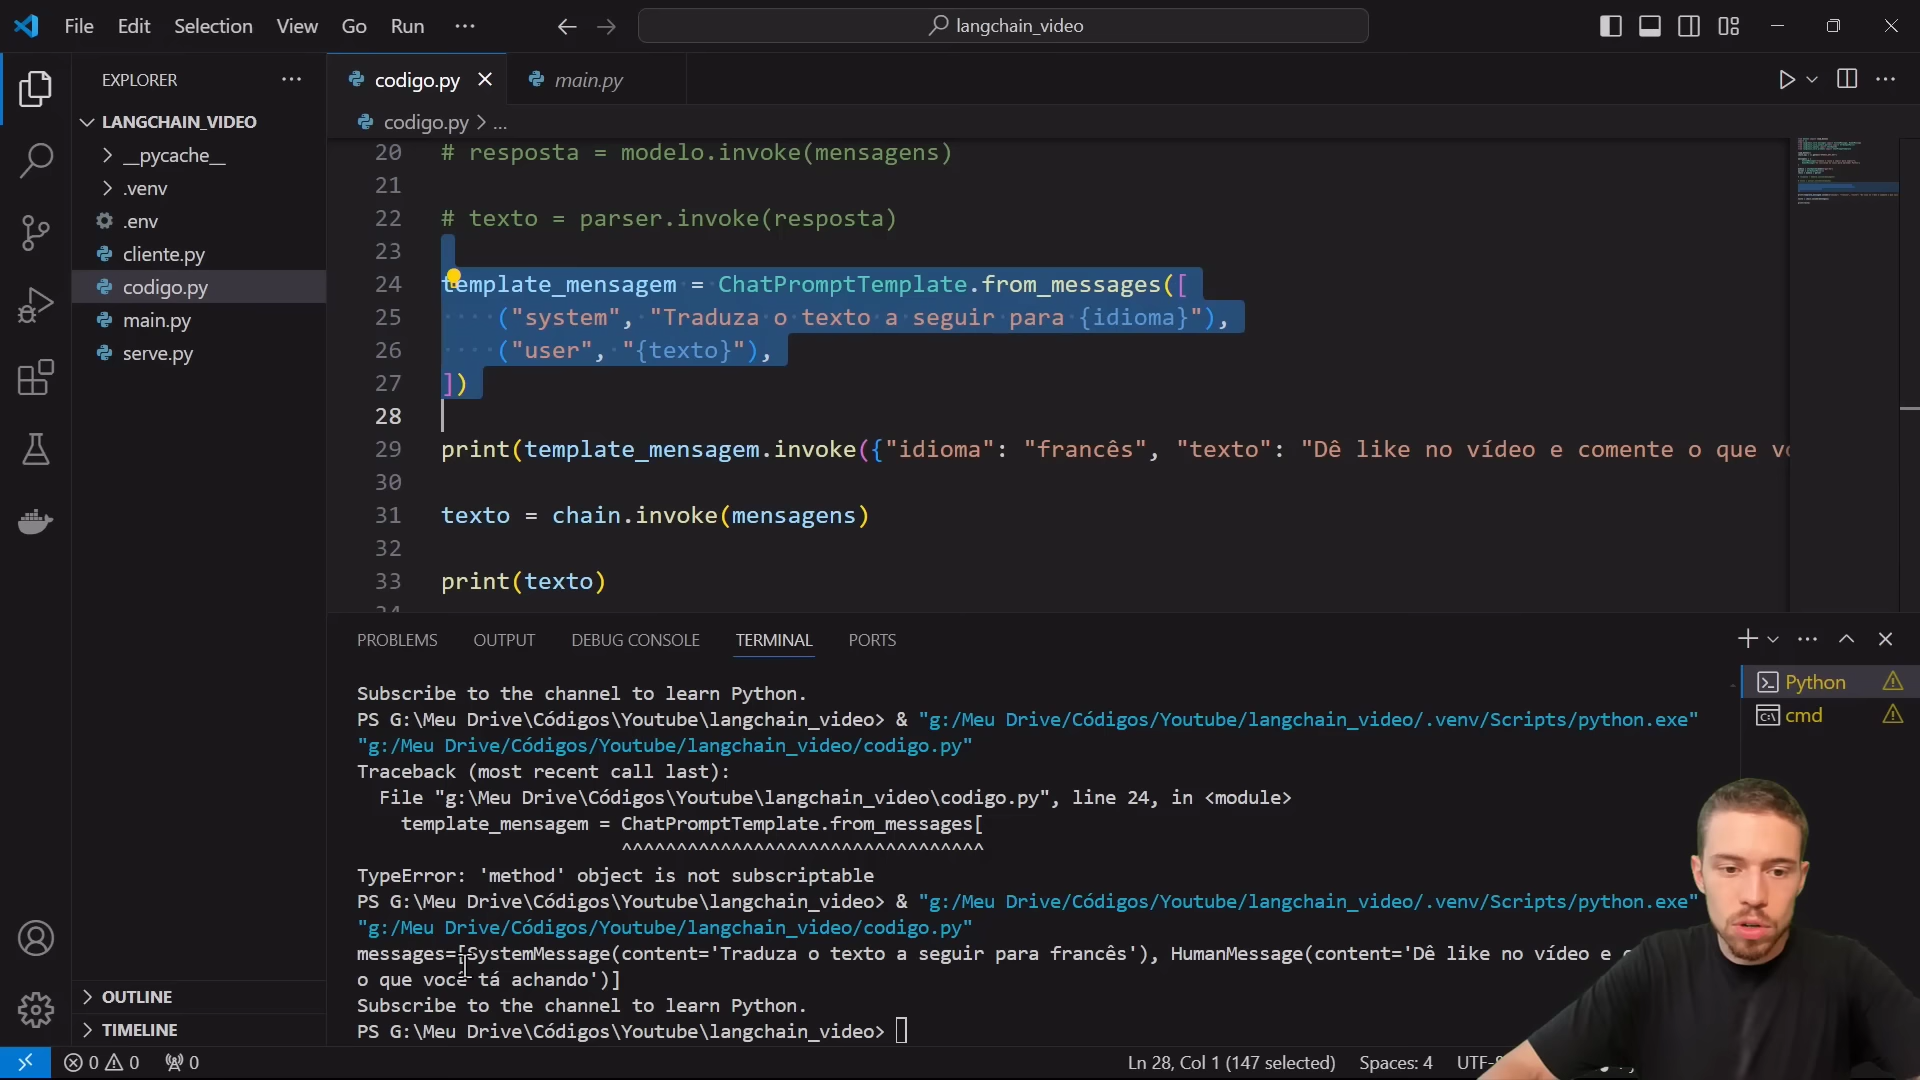 File Edit Selection View Go Run ···
langchain_video
EXPLORER
LANGCHAIN_VIDEO
__pycache__
.venv
.env
cliente.py
codigo.py
main.py
serve.py
OUTLINE
TIMELINE
codigo.py main.py
codigo.py > ...
20 # resposta = modelo.invoke(mensagens)
21
22 # texto = parser.invoke(resposta)
23
24 template_mensagem = ChatPromptTemplate.from_messages([
25 ("system", "Traduza o texto a seguir para {idioma}"),
26 ("user", "{texto}"),
27 ])
28
29 print(template_mensagem.invoke({"idioma": "francês", "texto": "Dê like no vídeo e comente o que
30
31 texto = chain.invoke(mensagens)
32
33 print(texto)
PROBLEMS OUTPUT DEBUG CONSOLE TERMINAL PORTS
Subscribe to the channel to learn Python.
PS G:\Meu Drive\Códigos\Youtube\langchain_video> & "g:/Meu Drive/Códigos/Youtube/langchain_video/.venv/Scripts/python.exe"
"g:/Meu Drive/Códigos/Youtube/langchain_video/codigo.py"
Traceback (most recent call last):
File "g:\Meu Drive\Códigos\Youtube\langchain_video\codigo.py", line 24, in <module>
template_mensagem = ChatPromptTemplate.from_messages[
^^^^^^^^^^^^^^^^^^^^^^^^^^^^^^^^^
TypeError: 'method' object is not subscriptable
PS G:\Meu Drive\Códigos\Youtube\langchain_video> & "g:/Meu Drive/Códigos/Youtube/langchain_video/.venv/Scripts/python.exe"
"g:/Meu Drive/Códigos/Youtube/langchain_video/codigo.py"
messages=[SystemMessage(content='Traduza o texto a seguir para francês'), HumanMessage(content='Dê like no vídeo e
o que você tá achando')]
Subscribe to the channel to learn Python.
PS G:\Meu Drive\Códigos\Youtube\langchain_video>
Python
cmd
0 0 0
Ln 28, Col 1 (147 selected) Spaces: 4